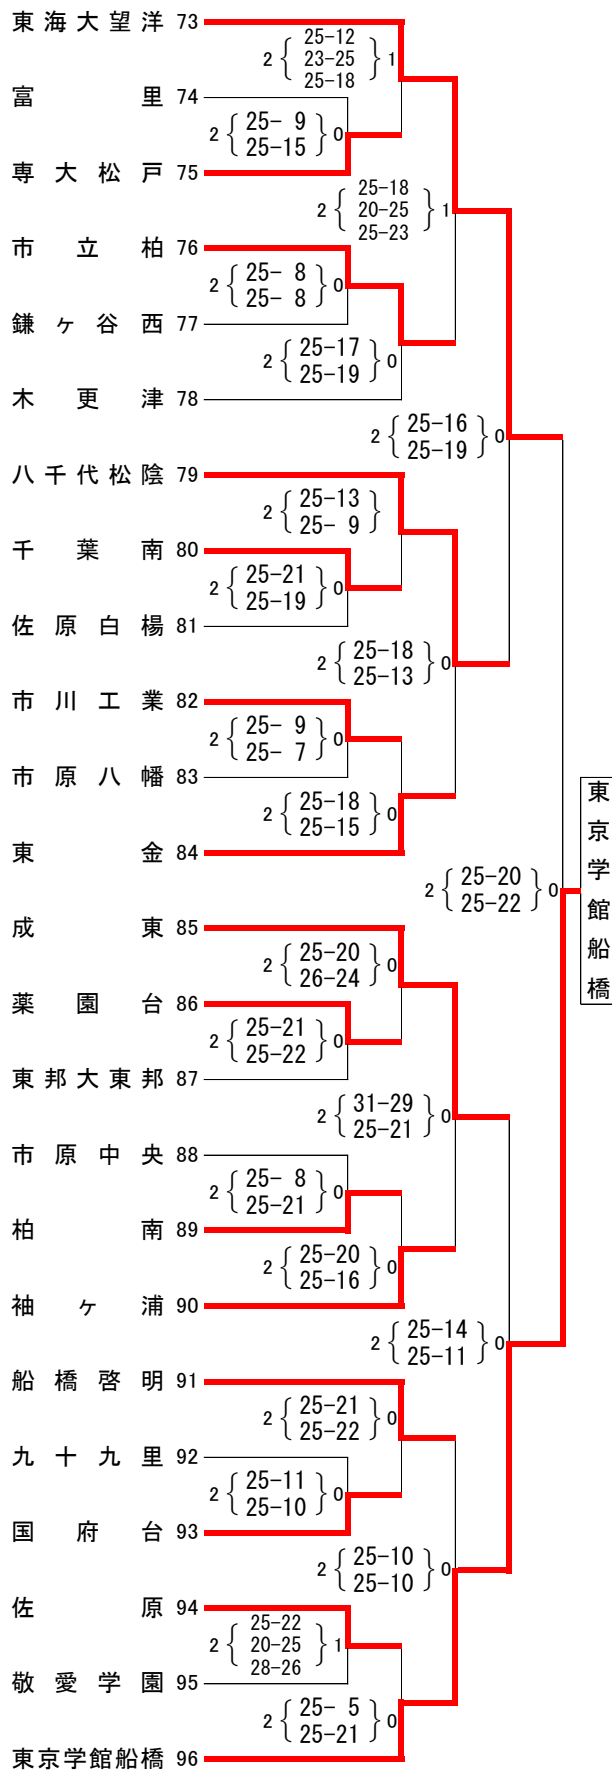 東海大望洋 73
2 { 25-12 } 1
23-25
25-18
富里 74
2 { 25- 9 } 0
25-15
専大松戸 75
2 { 25-18 } 1
20-25
25-23
市立柏 76
2 { 25- 8 } 0
25- 8
鎌ヶ谷西 77
2 { 25-17 } 0
25-19
木更津 78
2 { 25-16 } 0
25-19
八千代松陰 79
2 { 25-13 }
25- 9
千葉南 80
2 { 25-21 } 0
25-19
佐原白楊 81
2 { 25-18 } 0
25-13
市川工業 82
2 { 25- 9 } 0
25- 7
市原八幡 83
2 { 25-18 } 0
25-15
東金 84
2 { 25-20 } 0
25-22
東京学館船橋
成東 85
2 { 25-20 } 0
26-24
薬園台 86
2 { 25-21 } 0
25-22
東邦大東邦 87
2 { 31-29 } 0
25-21
市原中央 88
2 { 25- 8 } 0
25-21
柏南 89
2 { 25-20 } 0
25-16
袖ヶ浦 90
2 { 25-14 } 0
25-11
船橋啓明 91
2 { 25-21 } 0
25-22
九十九里 92
2 { 25-11 } 0
25-10
国府台 93
2 { 25-10 } 0
25-10
佐原 94
2 { 25-22 } 1
20-25
28-26
敬愛学園 95
2 { 25- 5 } 0
25-21
東京学館船橋 96